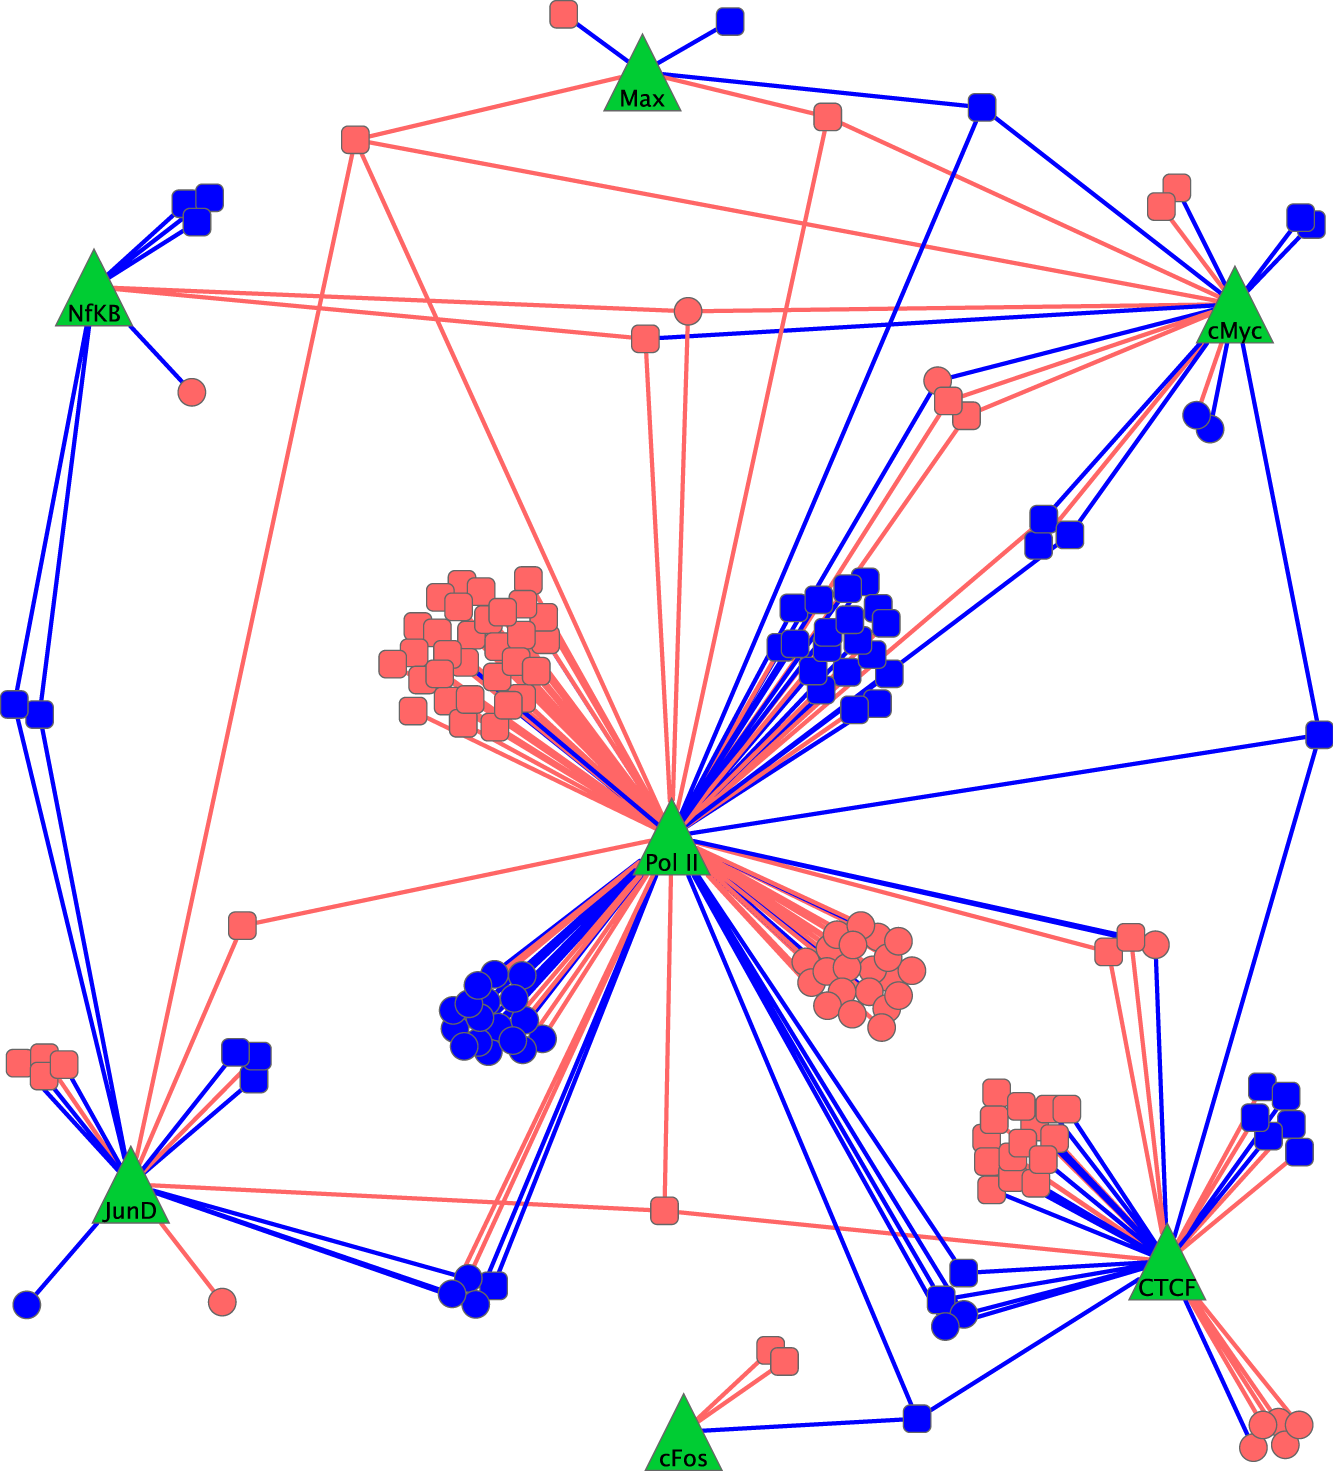 Max
NfKB
cMyc
Pol II
JunD
CTCF
cFos